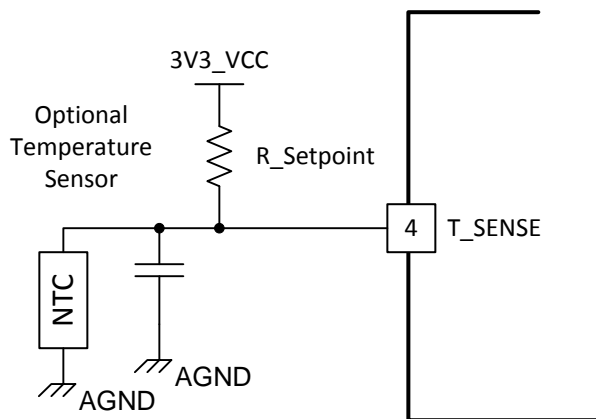 3V3_VCC
Optional
Temperature
Sensor
R_Setpoint
4
T_SENSE
NTC
AGND
AGND